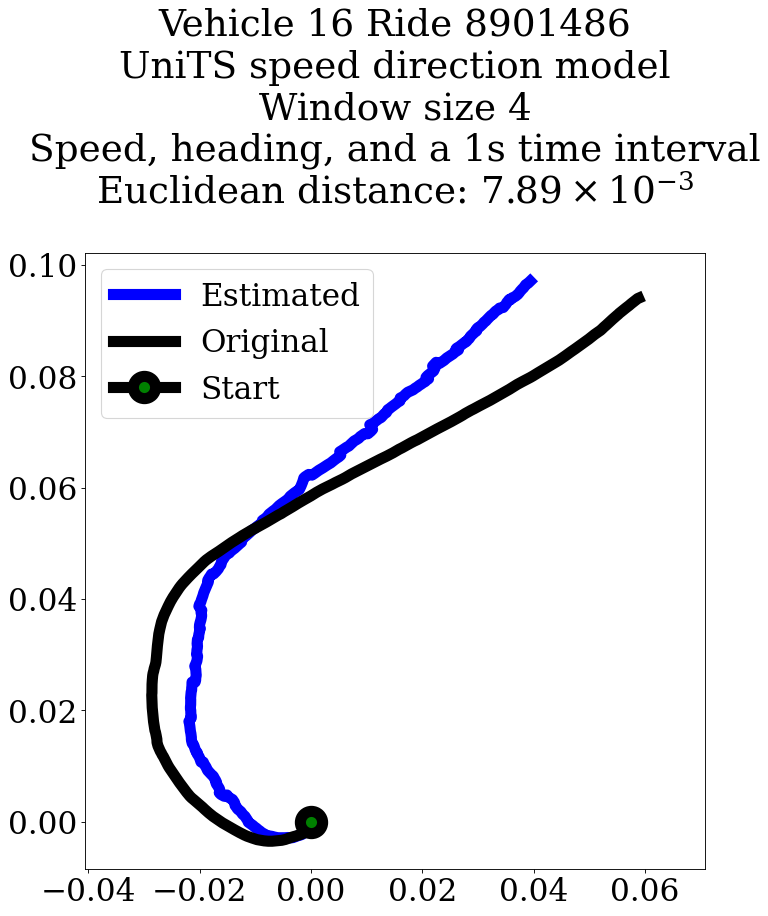 Vehicle 16 Ride 8901486
UniTS speed direction model
Window size 4
Speed, heading, and a 1s time interval
Euclidean distance: 7.89 × 10⁻³
0.10
Estimated
Original
0.08
Start
0.06
0.04
0.02
0.00
−0.04 −0.02 0.00 0.02 0.04 0.06